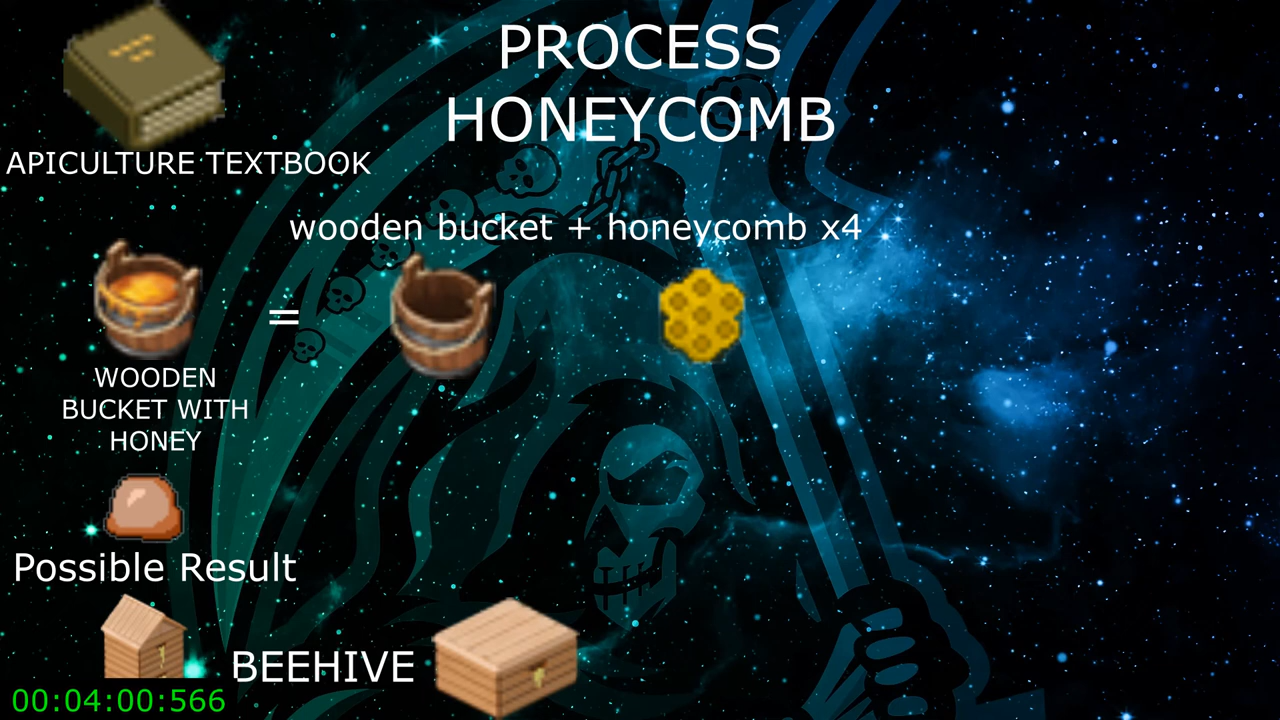 PROCESS
HONEYCOMB
APICULTURE TEXTBOOK
wooden bucket + honeycomb x4
=
WOODEN
BUCKET WITH
HONEY
Possible Result
BEEHIVE
00:04:00:566